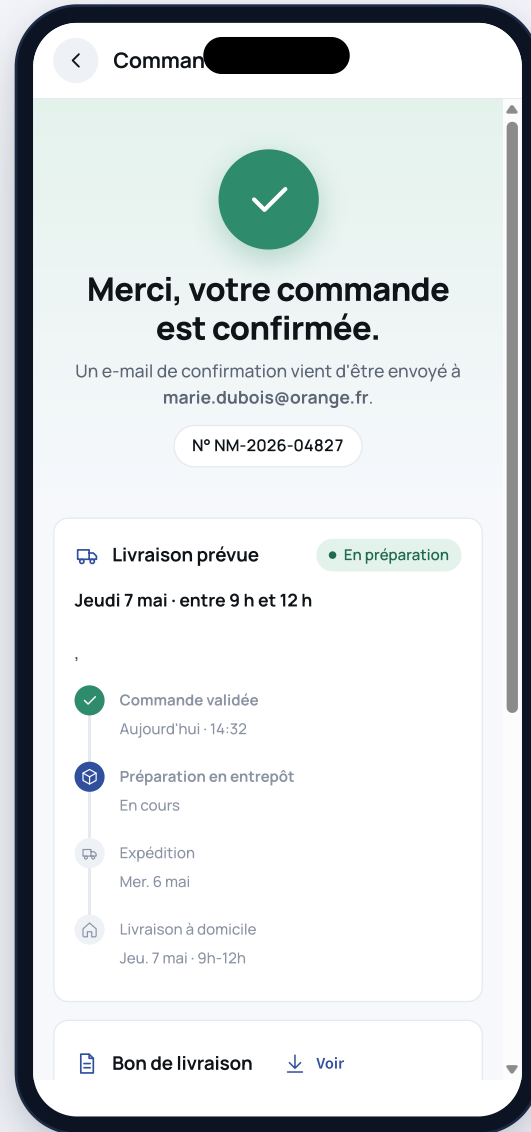 Comman
Merci, votre commande
est confirmée.
Un e-mail de confirmation vient d'être envoyé à
marie.dubois@orange.fr.
N° NM-2026-04827
Livraison prévue
En préparation
Jeudi 7 mai · entre 9 h et 12 h
,
Commande validée
Aujourd'hui · 14:32
Préparation en entrepôt
En cours
Expédition
Mer. 6 mai
Livraison à domicile
Jeu. 7 mai · 9h-12h
Bon de livraison
Voir